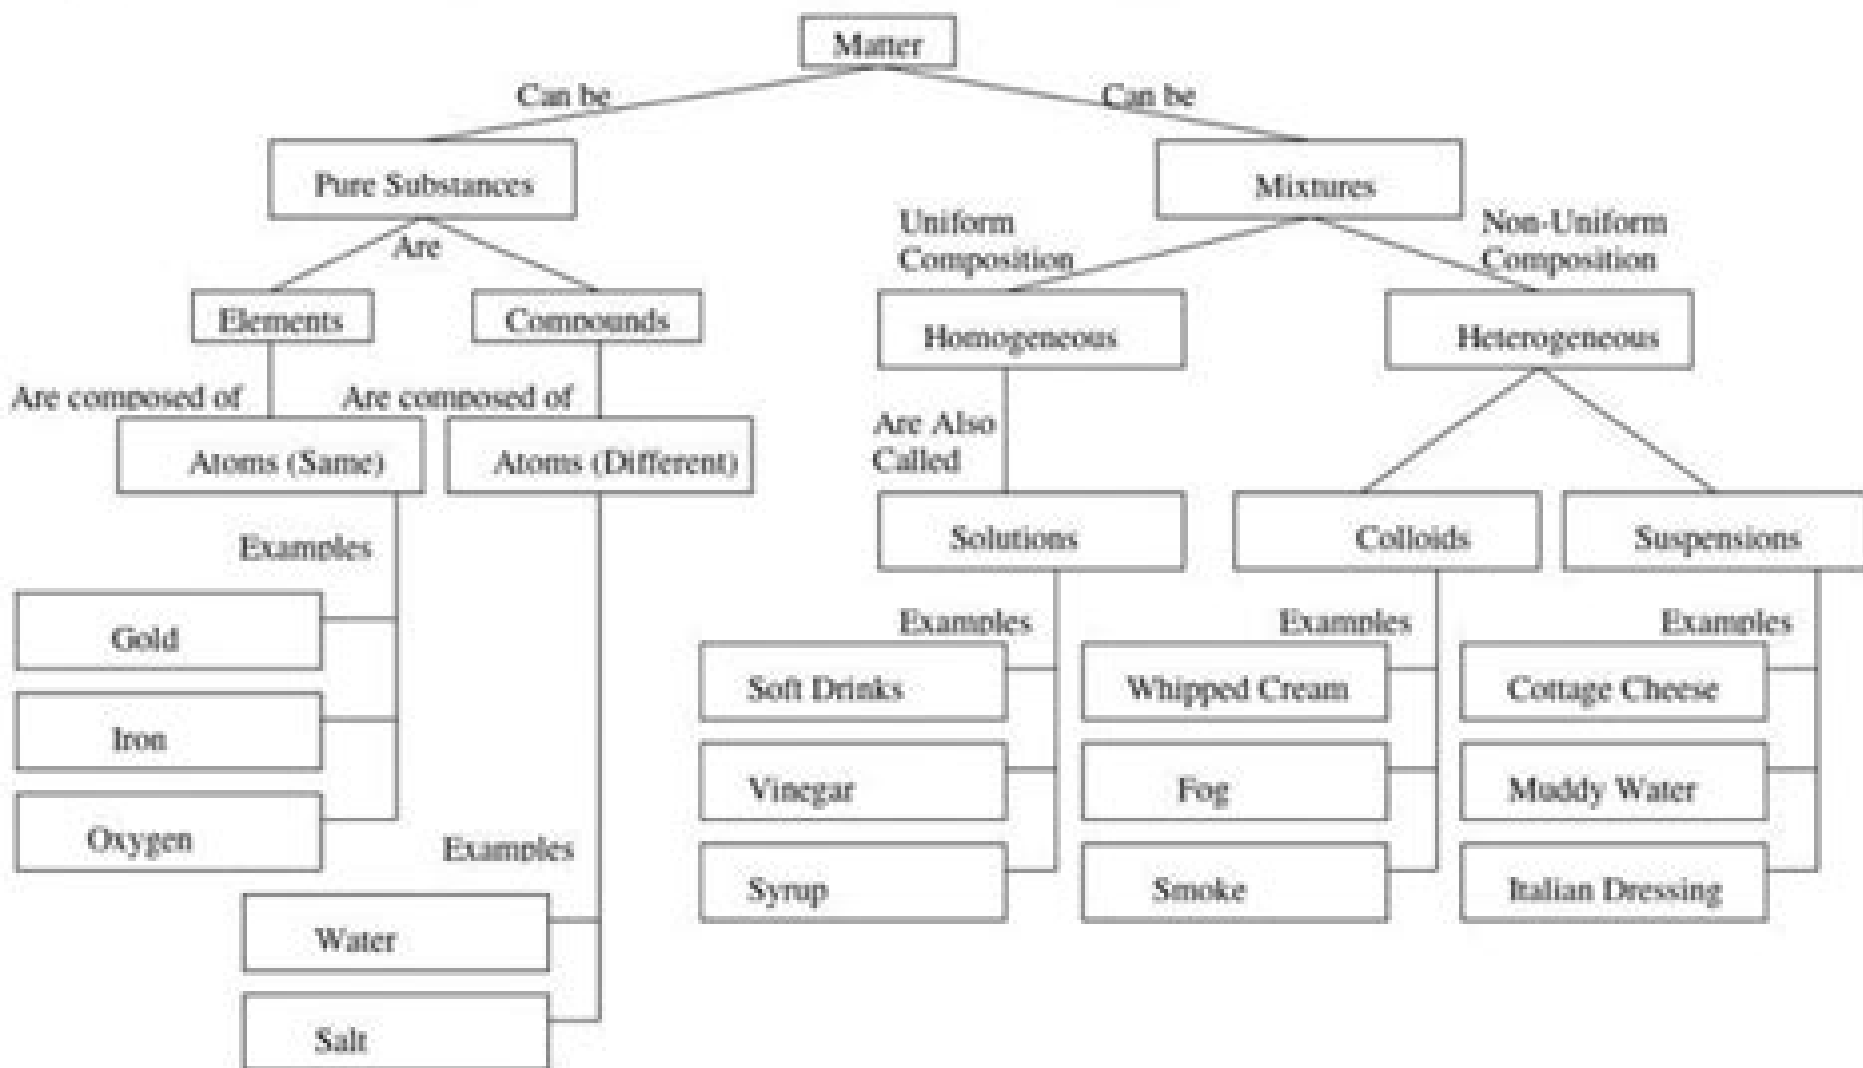 Matter
Can be
Can be
Pure Substances
Mixtures
Uniform
Composition
Non-Uniform
Composition
Are
Elements
Compounds
Homogeneous
Heterogeneous
Are composed of
Are composed of
Are Also
Called
Atoms (Same)
Atoms (Different)
Solutions
Colloids
Suspensions
Examples
Gold
Iron
Oxygen
Examples
Water
Salt
Examples
Soft Drinks
Vinegar
Syrup
Examples
Whipped Cream
Fog
Smoke
Examples
Cottage Cheese
Muddy Water
Italian Dressing